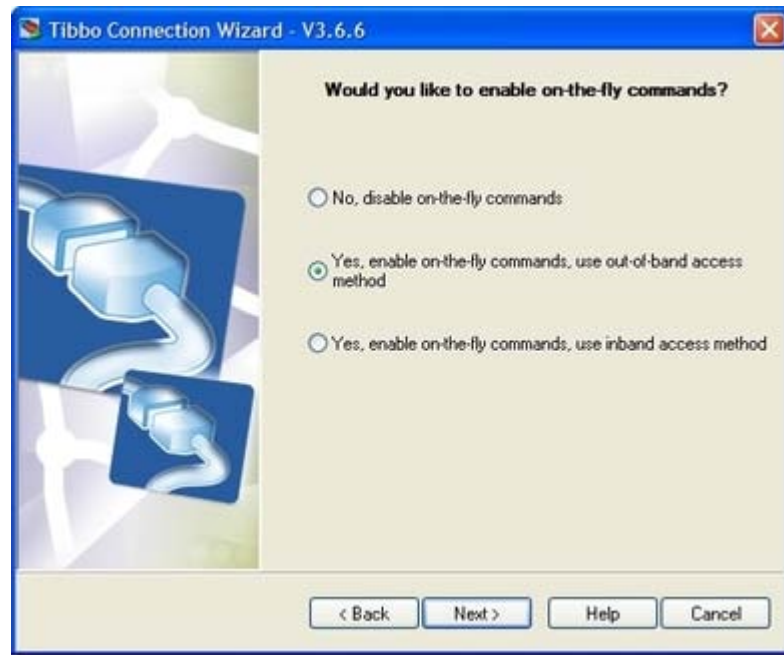 Tibbo Connection Wizard - V3.6.6
Would you like to enable on-the-fly commands?
No, disable on-the-fly commands
Yes, enable on-the-fly commands, use out-of-band access
method
Yes, enable on-the-fly commands, use inband access method
< Back Next > Help Cancel